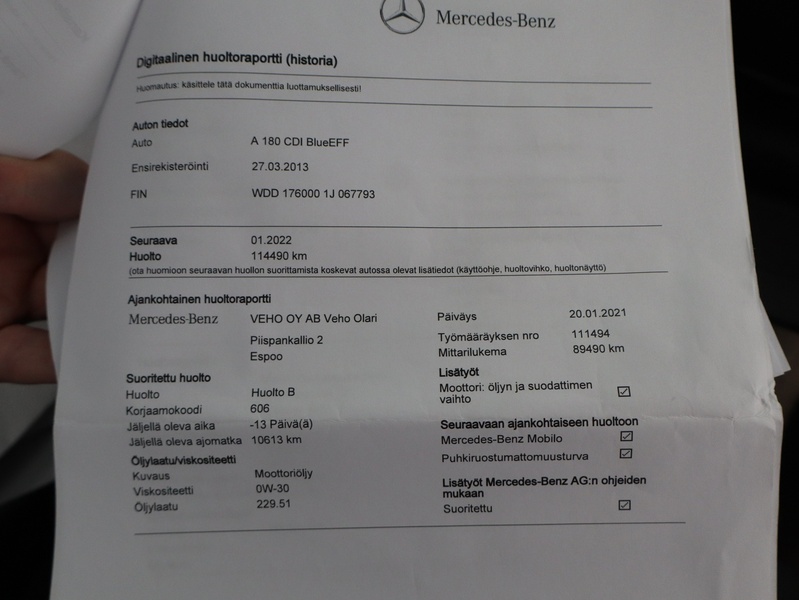 Mercedes-Benz
Digitaalinen huoltoraportti (historia)
Huomautus: käsittele tätä dokumenttia luottamuksellisesti!
Auton tiedot
Auto A 180 CDI BlueEFF
Ensirekisteröinti 27.03.2013
FIN WDD 176000 1J 067793
Seuraava 01.2022
Huolto 114490 km
(ota huomioon seuraavan huollon suorittamista koskevat autossa olevat lisätiedot (käyttöohje, huoltovihko, huoltonäyttö)
Ajankohtainen huoltoraportti
Mercedes-Benz VEHO OY AB Veho Olari
Piispankallio 2
Espoo
Päiväys 20.01.2021
Työmääräyksen nro 111494
Mittarilukema 89490 km
Suoritettu huolto
Huolto Huolto B
Korjaamokoodi 606
Jäljellä oleva aika -13 Päivä(ä)
Jäljellä oleva ajomatka 10613 km
Öljylaatu/viskositeetti
Kuvaus Moottoriöljy
Viskositeetti 0W-30
Öljylaatu 229.51
Lisätyöt
Moottori: öljyn ja suodattimen
vaihto
Seuraavaan ajankohtaiseen huoltoon
Mercedes-Benz Mobilo
Puhkiruostumattomuusturva
Lisätyöt Mercedes-Benz AG:n ohjeiden
mukaan
Suoritettu